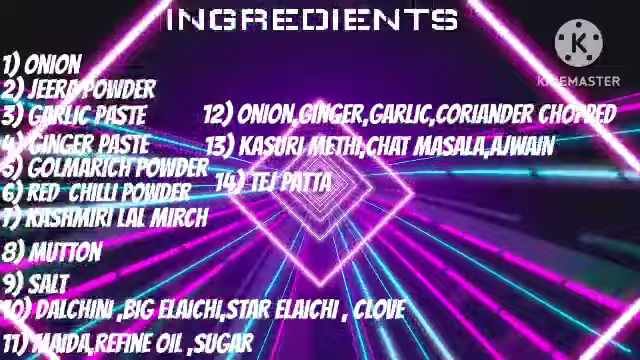 INGREDIENTS
KINEMASTER
1) ONION
2) JEERA POWDER
3) GARLIC PASTE
4) GINGER PASTE
5) GOLMARICH POWDER
6) RED CHILLI POWDER
7) KASHMIRI LAL MIRCH
8) MUTTON
9) SALT
10) DALCHINI ,BIG ELAICHI,STAR ELAICHI , CLOVE
11) MAIDA,REFINE OIL ,SUGAR
12) ONION,GINGER,GARLIC,CORIANDER CHOPPED
13) KASURI METHI,CHAT MASALA,AJWAIN
14) TEJ PATTA